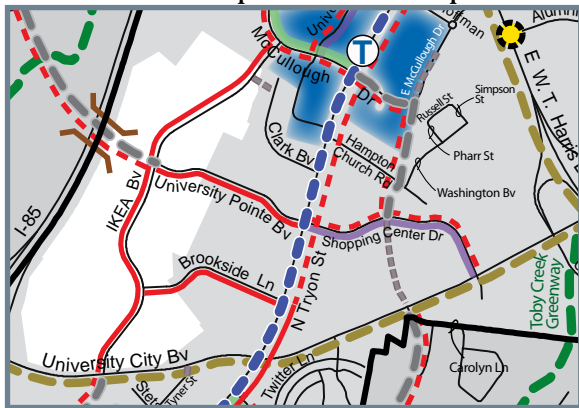 McCullough
Dr
T
E McCullough Dr
Alumni
E W.T. Harris
Russell St
Simpson
St
Clark Bv
Hampton
Church Rd
Pharr St
Washington Bv
I-85
IKEA Bv
University Pointe Bv
Shopping Center Dr
Brookside Ln
N Tryon St
Toby Creek
Greenway
University City Bv
Twitter Ln
Carolyn Ln
Tyner St